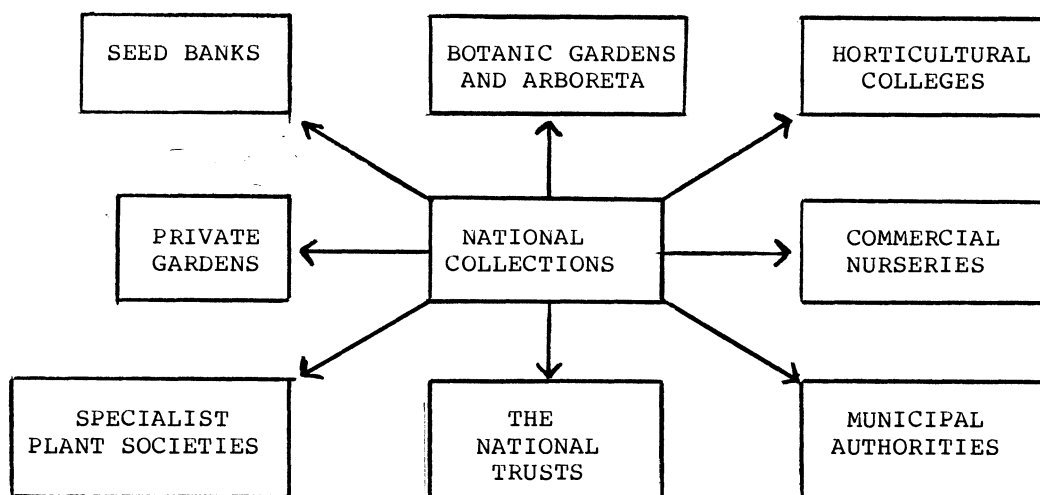 SEED BANKS
BOTANIC GARDENS
AND ARBORETA
HORTICULTURAL
COLLEGES
PRIVATE
GARDENS
NATIONAL
COLLECTIONS
COMMERCIAL
NURSERIES
SPECIALIST
PLANT SOCIETIES
THE
NATIONAL
TRUSTS
MUNICIPAL
AUTHORITIES